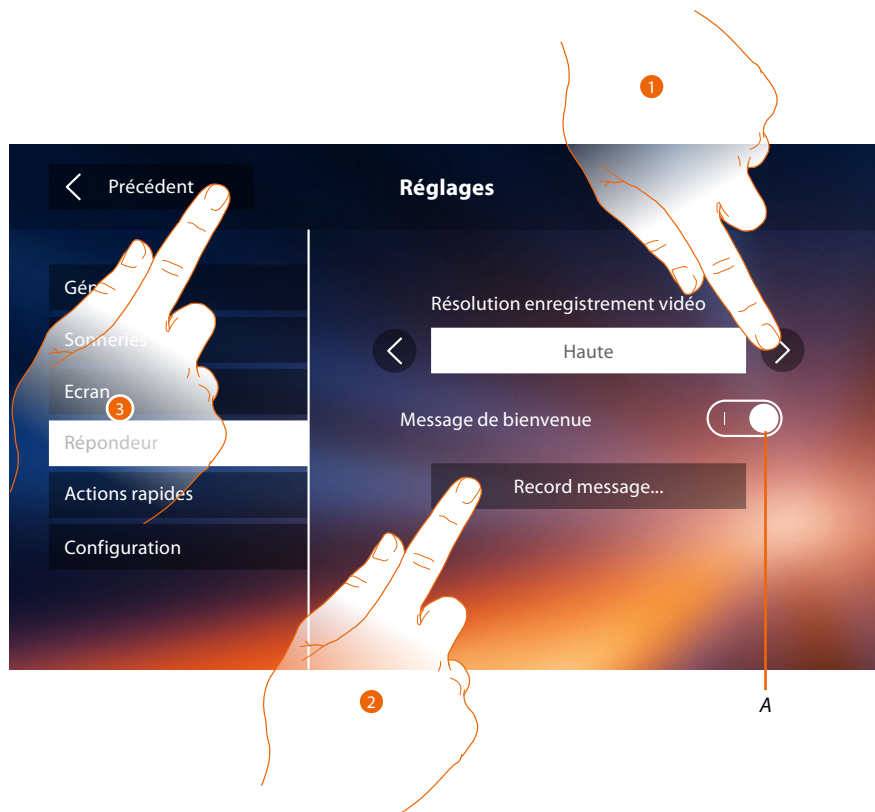 1
Précédent
Réglages
Résolution enregistrement vidéo
Sonneries
Haute
Ecran
3
Message de bienvenue
Répondeur
Record message...
Actions rapides
Configuration
2
A